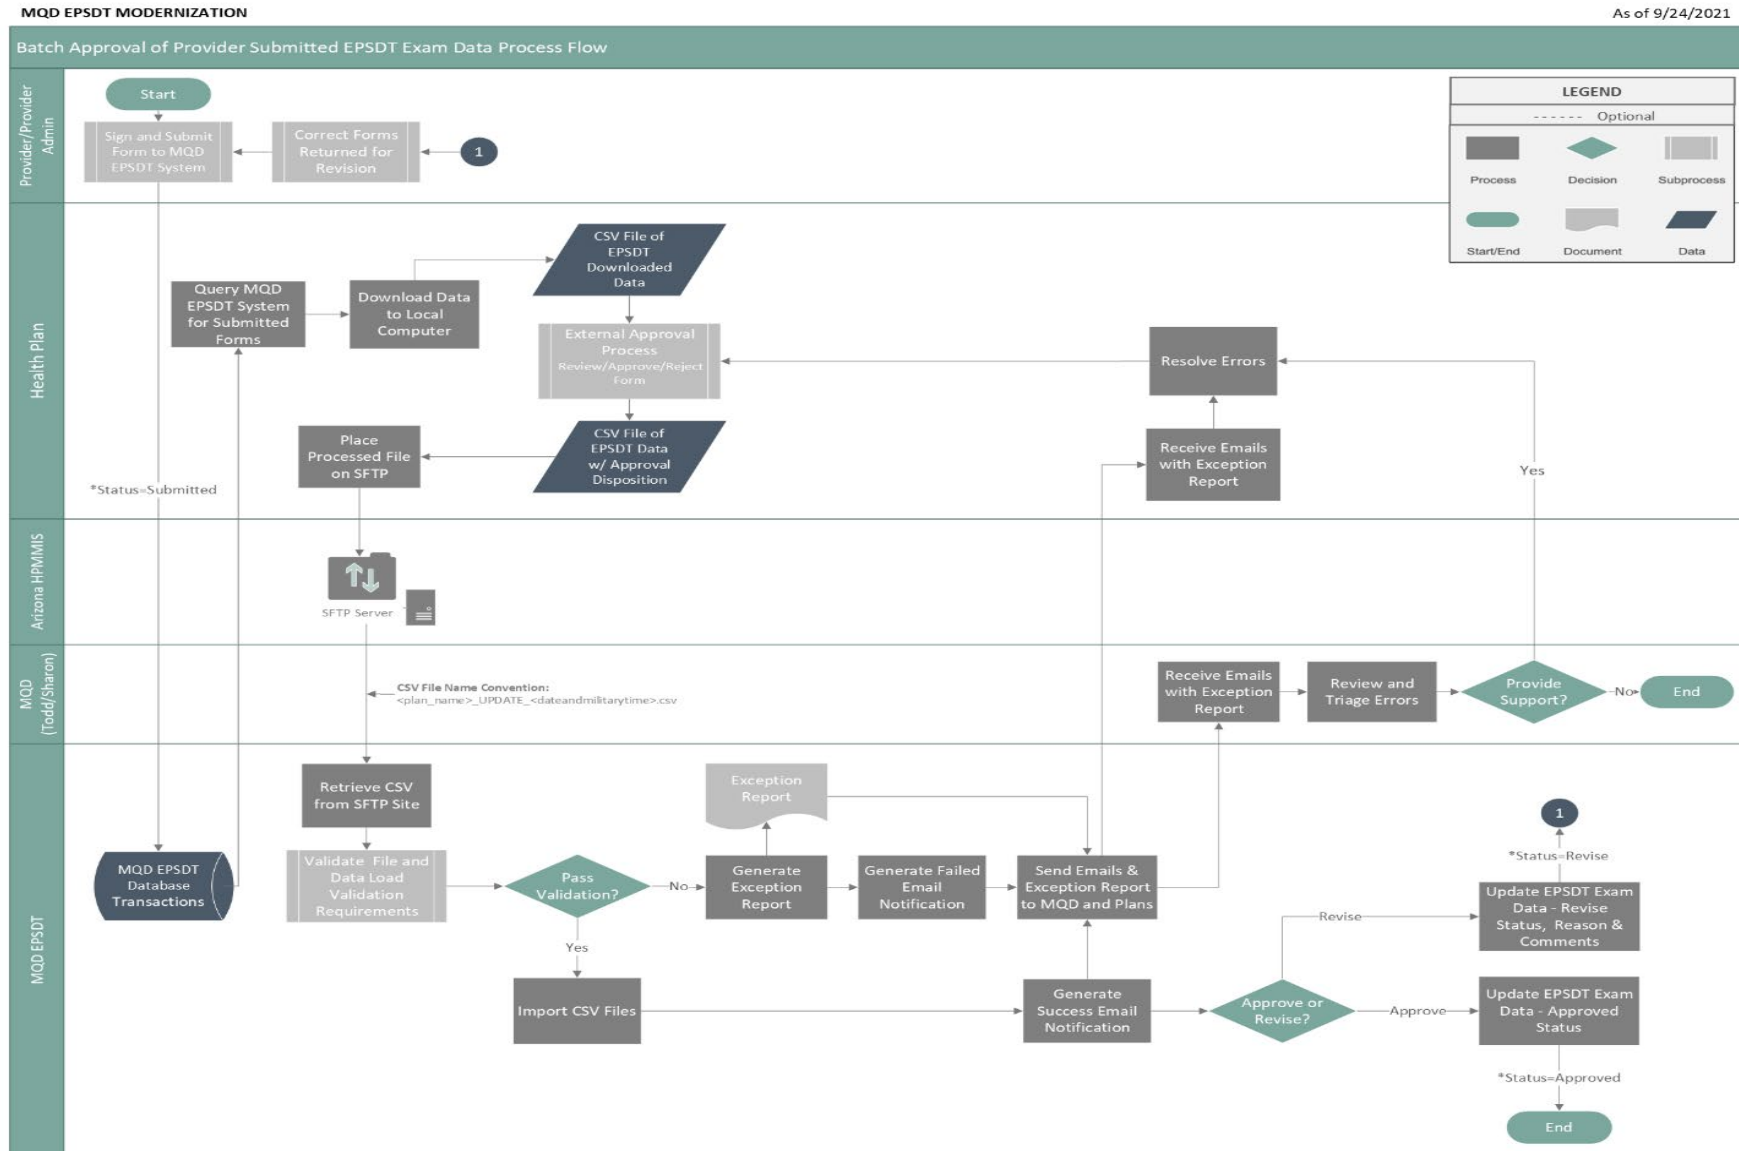 MQD EPSDT MODERNIZATION
As of 9/24/2021
Batch Approval of Provider Submitted EPSDT Exam Data Process Flow
Provider/Provider
Admin
Start
Sign and Submit
Form to MQD
EPSDT System
Correct Forms
Returned for
Revision
1
LEGEND
------ Optional
Process
Decision
Subprocess
Start/End
Document
Data
Health Plan
Query MQD
EPSDT System
for Submitted
Forms
Download Data
to Local
Computer
CSV File of
EPSDT
Downloaded
Data
External Approval
Process
Review/Approve/Reject
Form
CSV File of
EPSDT Data
w/ Approval
Disposition
Place
Processed File
on SFTP
*Status=Submitted
Resolve Errors
Receive Emails
with Exception
Report
Yes
Arizona HPMMIS
SFTP Server
MQD
(Todd/Sharon)
CSV File Name Convention:
<plan_name>_UPDATE_<dateandmilitarytime>.csv
Receive Emails
with Exception
Report
Review and
Triage Errors
Provide
Support?
No
End
MQD EPSDT
MQD EPSDT
Database
Transactions
Retrieve CSV
from SFTP Site
Validate File and
Data Load
Validation
Requirements
Pass
Validation?
No
Yes
Exception
Report
Generate
Exception
Report
Generate Failed
Email
Notification
Send Emails &
Exception Report
to MQD and Plans
Import CSV Files
Generate
Success Email
Notification
Approve or
Revise?
Revise
Approve
1
*Status=Revise
Update EPSDT Exam
Data - Revise
Status, Reason &
Comments
Update EPSDT Exam
Data - Approved
Status
*Status=Approved
End